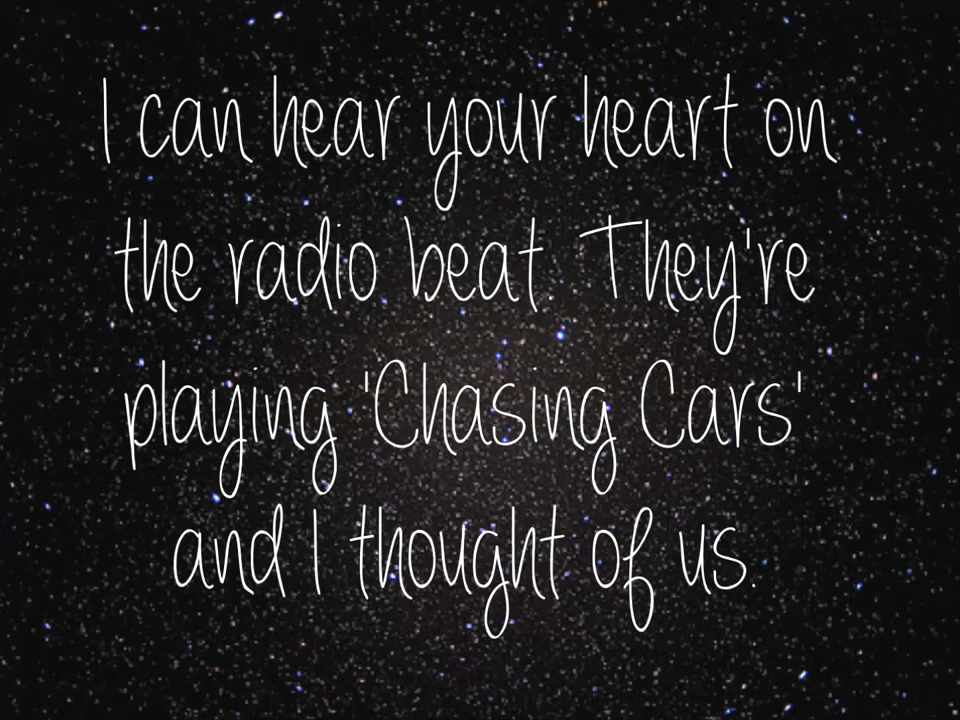 I can hear your heart on
the radio beat. They're
playing 'Chasing Cars'
and I thought of us.